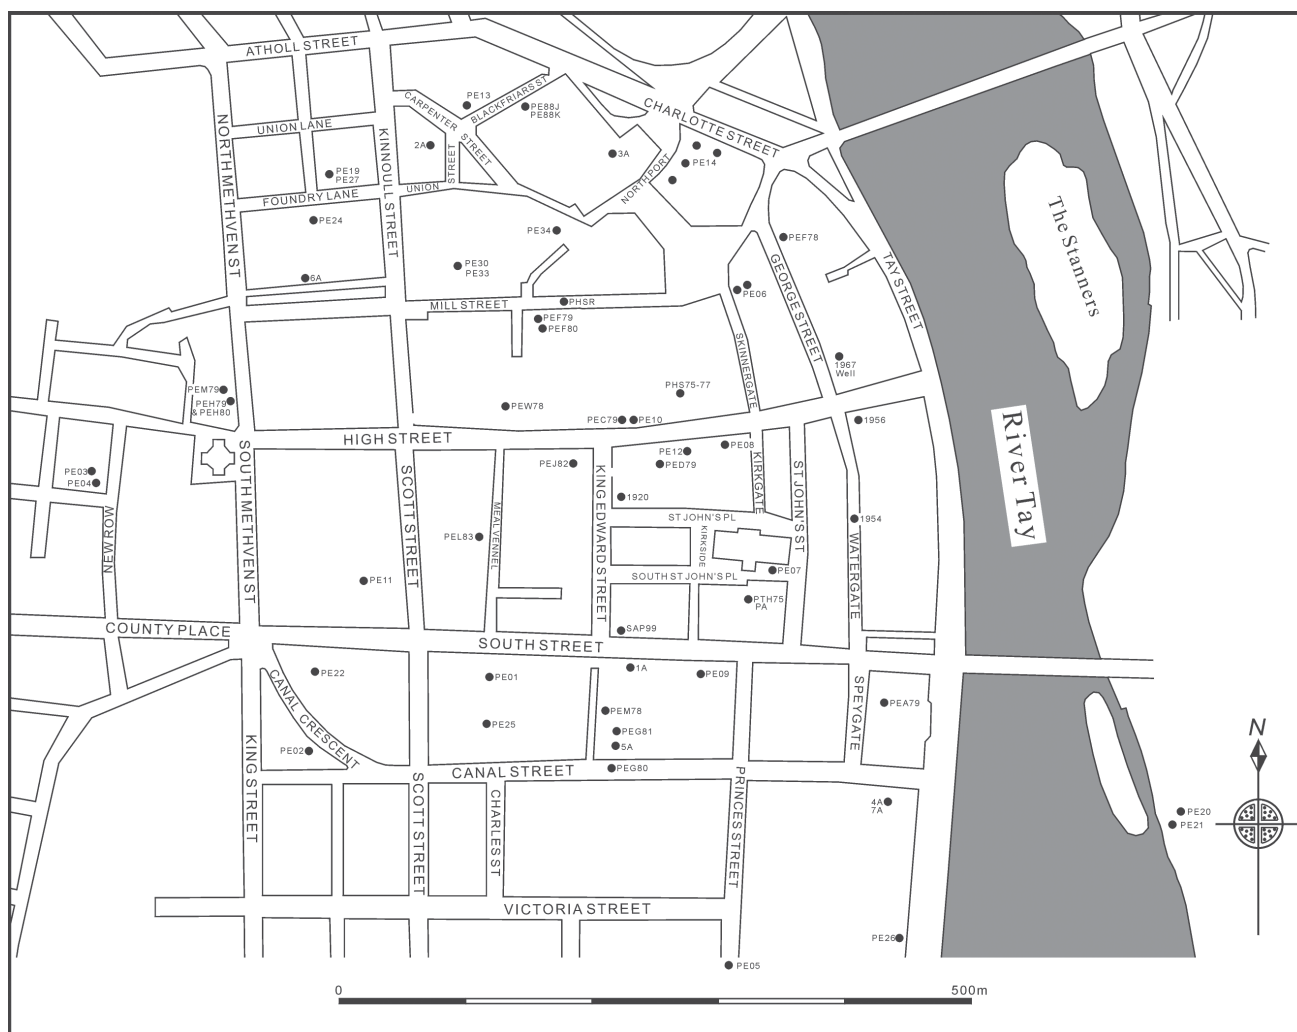 ATHOLL STREET
UNION LANE
NORTH METHVEN ST
KINNOULL STREET
CARPENTER STREET
PE13
BLACKFRIARS ST
PE88J
PE88K
CHARLOTTE STREET
2A
UNION STREET
3A
PE14
NORTH PORT
PE19
PE27
FOUNDRY LANE
PE24
6A
PE34
PE30
PE33
PEF78
PE06
GEORGE STREET
TAY STREET
The Stanners
MILL STREET
PHSR
PEF79
PEF80
SKINNERGATE
1967
Well
PEM79
PEH79
& PEH80
PEW78
PHS75-77
PEC79
PE10
1956
HIGH STREET
PE08
PE12
PED79
PEJ82
1920
PE03
PE04
NEW ROW
SOUTH METHVEN ST
SCOTT STREET
MEAL VENNEL
KING EDWARD STREET
KIRKGATE
ST JOHN'S ST
River Tay
ST JOHN'S PL
KIRKSIDE
1954
WATERGATE
PEL83
SOUTH ST JOHN'S PL
PE07
PE11
PTH75
PA
SAP99
COUNTY PLACE
SOUTH STREET
PE22
PE01
1A
PE09
CANAL CRESCENT
PEM78
PE25
PEG81
5A
PEA79
SPEYGATE
PE02
KING STREET
CANAL STREET
PEG80
SCOTT STREET
CHARLES ST
PRINCES STREET
4A
7A
N
PE20
PE21
VICTORIA STREET
PE26
PE05
0
500m